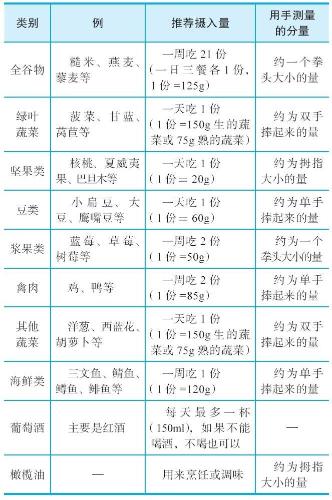 类别 例 推荐摄入量 用手测量的分量
全谷物 糙米、燕麦、藜麦等 一周吃 21 份(一日三餐各 1 份,1 份 =125g) 约一个拳头大小的量
绿叶蔬菜 菠菜、甘蓝、莴苣等 一天吃 1 份(1 份=150g 生的蔬菜或 75g 熟的蔬菜) 约为双手捧起来的量
坚果类 核桃、夏威夷果、巴旦木等 一天吃 1 份(1 份= 20g) 约为拇指大小的量
豆类 小扁豆、大豆、鹰嘴豆等 一天吃 1 份(1 份= 60g) 约为单手捧起来的量
浆果类 蓝莓、草莓、树莓等 一周吃 2 份(1 份 =50g) 约为一个拳头大小的量
禽肉 鸡、鸭等 一周吃 2 份(1 份=85g) 约为单手捧起来的量
其他蔬菜 洋葱、西蓝花、胡萝卜等 一天吃 1 份(1 份 =150g 生的蔬菜或 75g 熟的蔬菜) 约为双手捧起来的量
海鲜类 三文鱼、鲭鱼、鳟鱼、鲱鱼等 一周吃 1 份(1 份=120g) 约为单手捧起来的量
葡萄酒 主要是红酒 每天最多一杯(150ml),如果不能喝酒,不喝也可以 —
橄榄油 — 用来烹饪或调味 约为拇指大小的量